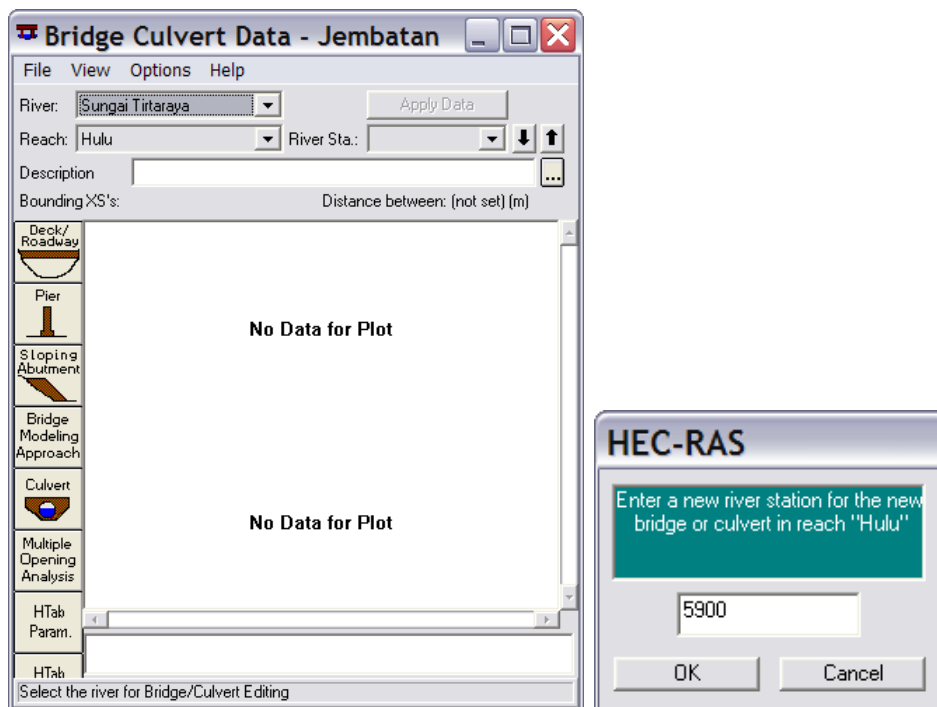 Bridge Culvert Data - Jembatan
File View Options Help
River: Sungai Tirtaraya Apply Data
Reach: Hulu River Sta.:
Description ...
Bounding XS's: Distance between: (not set) (m)
Deck/
Roadway
Pier
No Data for Plot
Sloping
Abutment
Bridge
Modeling
Approach
Culvert
No Data for Plot
Multiple
Opening
Analysis
HTab
Param.
HTab
Select the river for Bridge/Culvert Editing
HEC-RAS
Enter a new river station for the new
bridge or culvert in reach "Hulu"
5900
OK Cancel